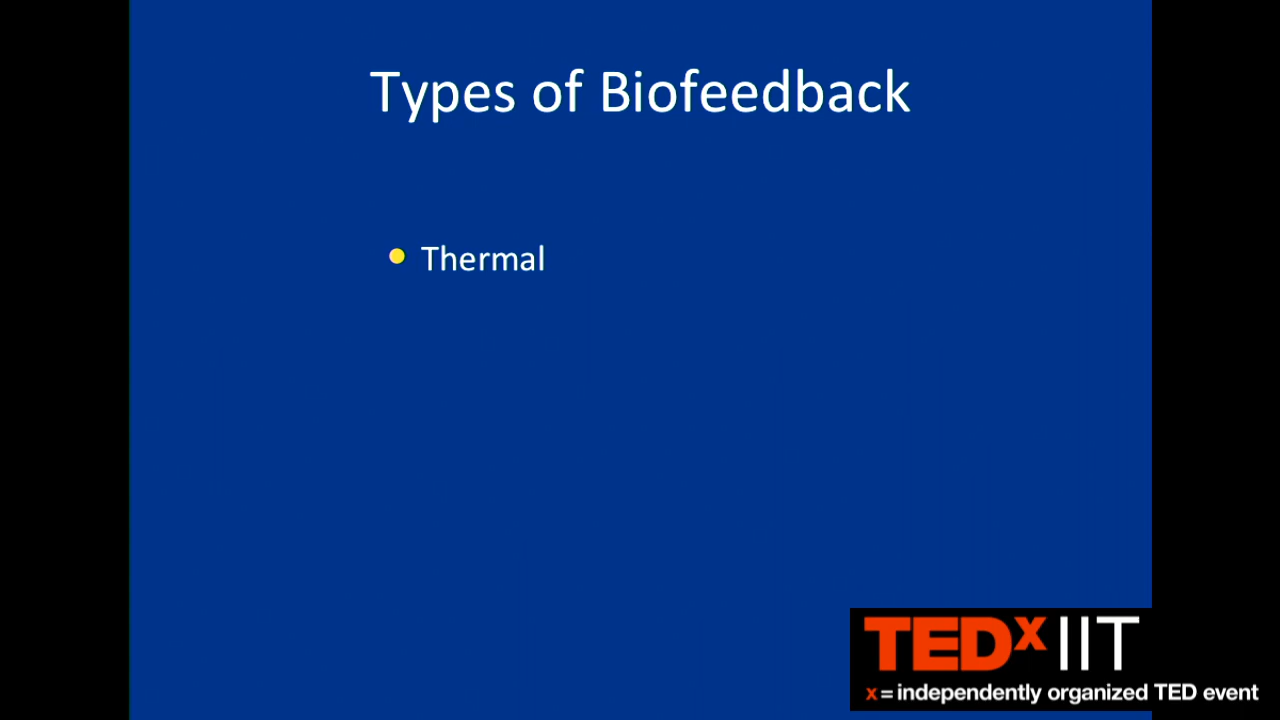 Types of Biofeedback
Thermal
TEDx IIT
x = independently organized TED event